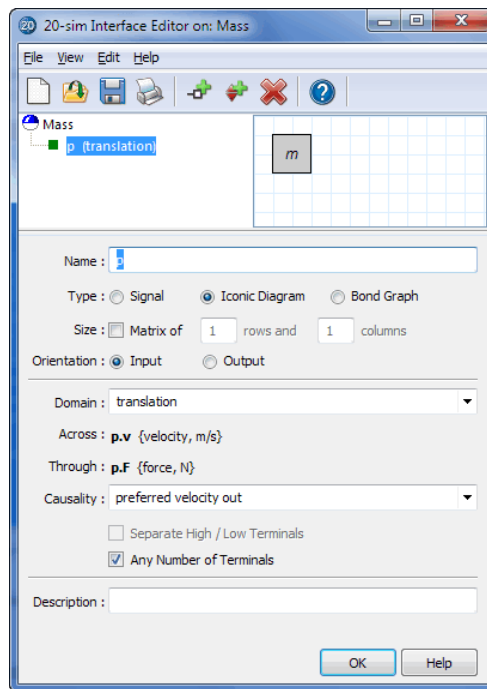 20-sim Interface Editor on: Mass
File View Edit Help
Mass
p (translation)
m
Name : p
Type : Signal Iconic Diagram Bond Graph
Size : Matrix of 1 rows and 1 columns
Orientation : Input Output
Domain : translation
Across : p.v {velocity, m/s}
Through : p.F {force, N}
Causality : preferred velocity out
Separate High / Low Terminals
Any Number of Terminals
Description :
OK Help